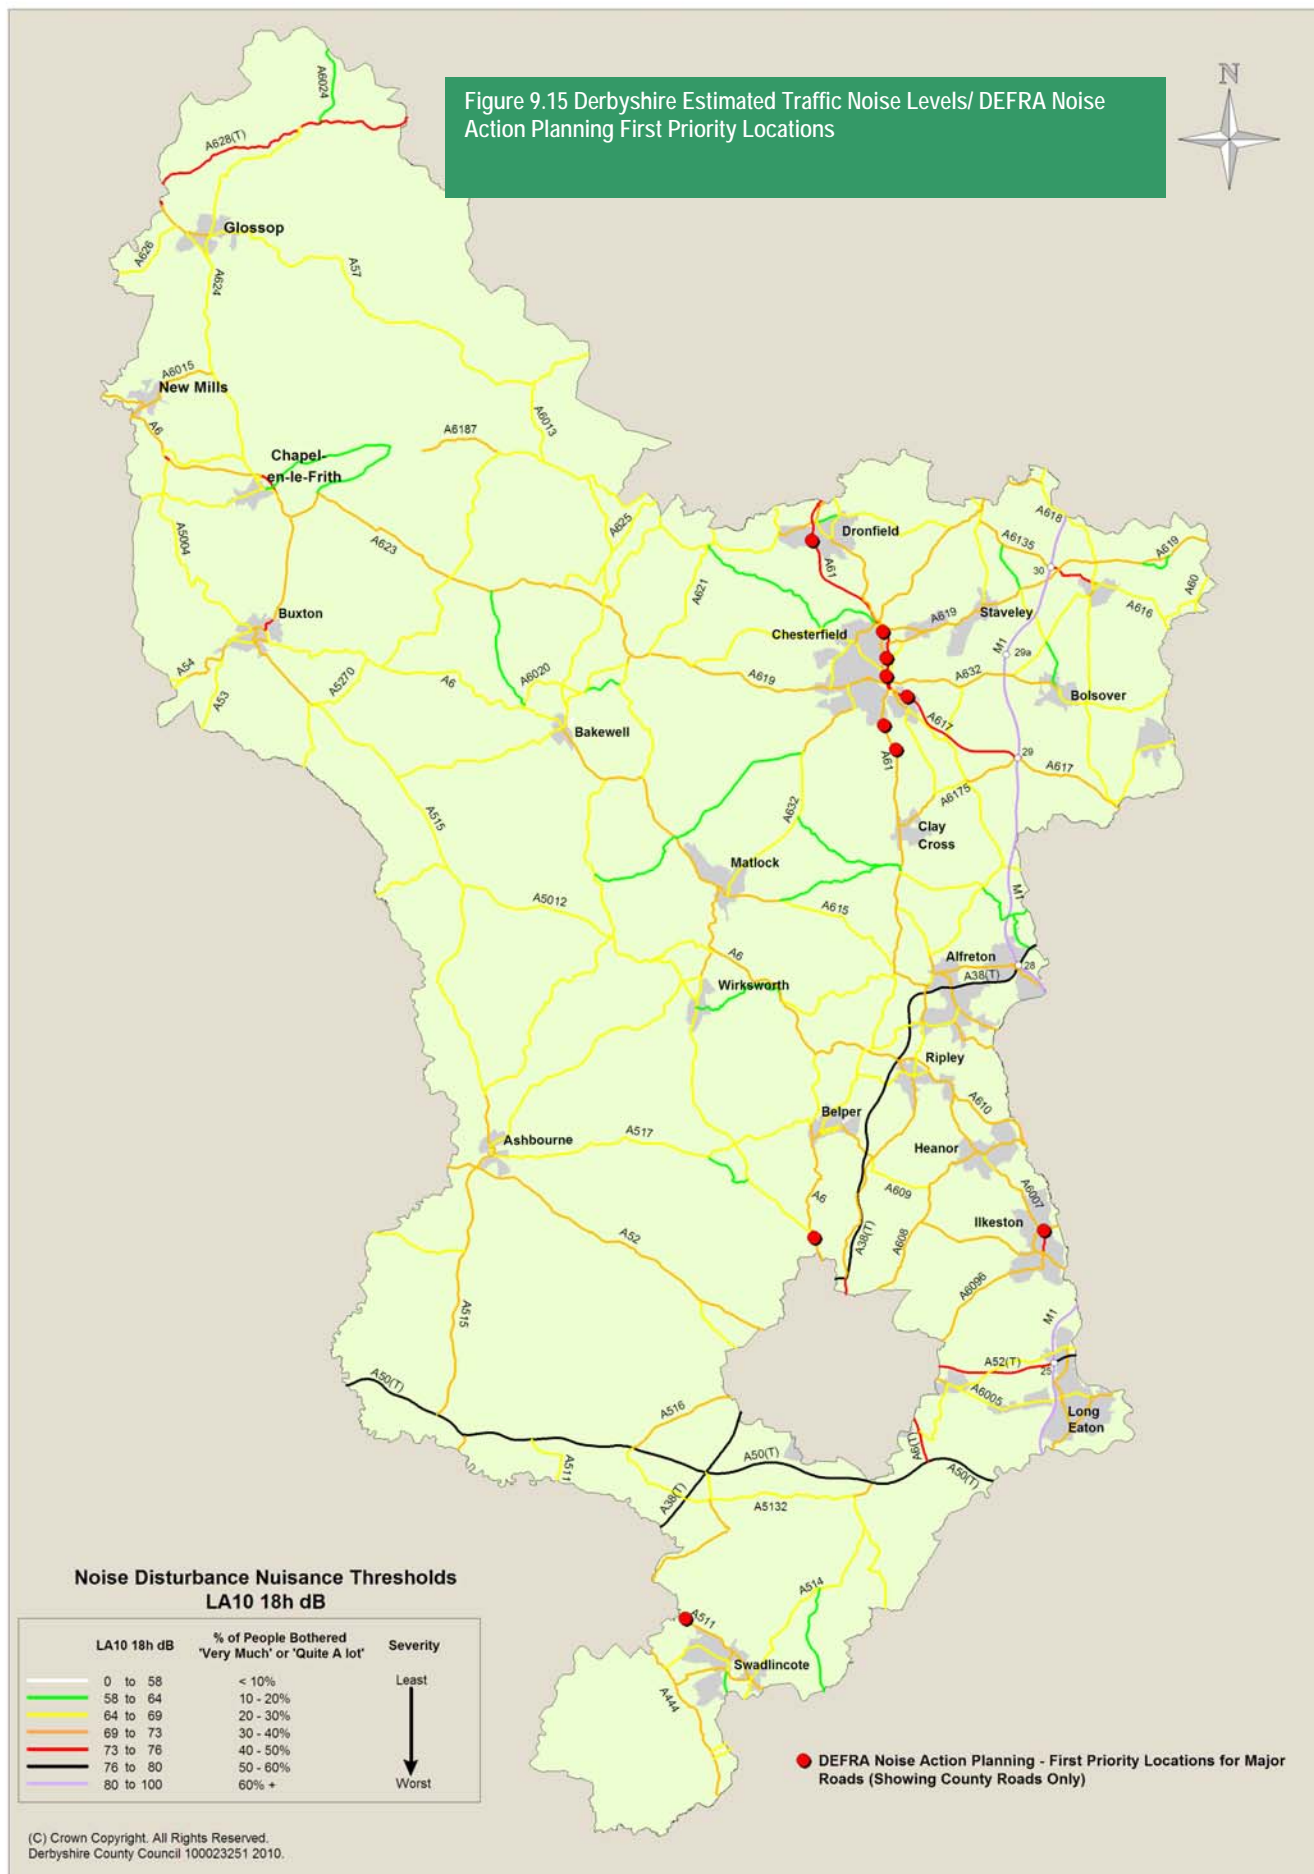 Figure 9.15 Derbyshire Estimated Traffic Noise Levels/ DEFRA Noise
Action Planning First Priority Locations
N
A6024
A628(T)
Glossop
A626
A624
A57
A6015
New Mills
A6
A6187
A6013
Chapel-
en-le-Frith
A5004
A623
A625
A621
Dronfield
A61
A618
A6135
A619
30
A60
A616
Buxton
Chesterfield
A619
Staveley
M1
29a
A54
A53
A5270
A6
A6020
A619
A632
Bolsover
Bakewell
A617
A61
29
A617
A6175
A515
A632
Clay
Cross
Matlock
M1
A5012
A615
A6
Alfreton
A38(T)
28
Wirksworth
Ripley
A610
Belper
Ashbourne
A517
Heanor
A609
A6007
A6
Ilkeston
A52
A38(T)
A608
A6096
A515
M1
A52(T)
25
A6005
A50(T)
Long
Eaton
A516
A6(T)
A50(T)
A50(T)
A511
A38(T)
A5132
A514
A511
Swadlincote
A444
Noise Disturbance Nuisance Thresholds
LA10 18h dB
LA10 18h dB % of People Bothered 'Very Much' or 'Quite A lot' Severity
0 to 58 < 10% Least
58 to 64 10 - 20%
64 to 69 20 - 30%
69 to 73 30 - 40%
73 to 76 40 - 50%
76 to 80 50 - 60%
80 to 100 60% + Worst
DEFRA Noise Action Planning - First Priority Locations for Major
Roads (Showing County Roads Only)
(C) Crown Copyright. All Rights Reserved.
Derbyshire County Council 100023251 2010.